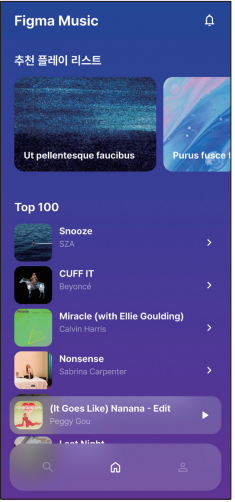 Figma Music
추천 플레이 리스트
Ut pellentesque faucibus
Purus fusce
Top 100
Snooze
SZA
CUFF IT
Beyoncé
Miracle (with Ellie Goulding)
Calvin Harris
Nonsense
Sabrina Carpenter
(It Goes Like) Nanana - Edit
Peggy Gou
Last Night